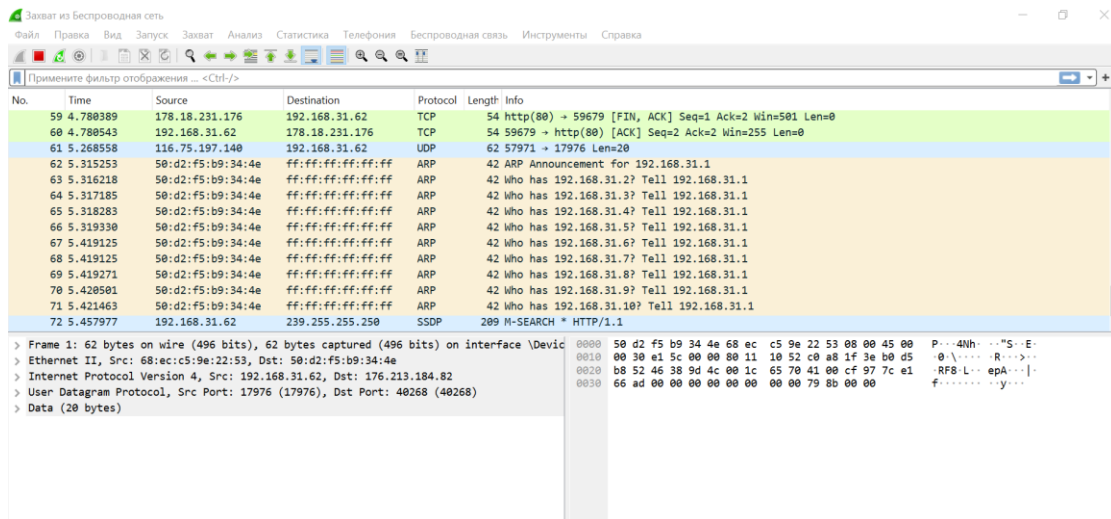 Захват из Беспроводная сеть
Файл Правка Вид Запуск Захват Анализ Статистика Телефония Беспроводная связь Инструменты Справка
Примените фильтр отображения ... <Ctrl-/>
No. Time Source Destination Protocol Length Info
59 4.780389 178.18.231.176 192.168.31.62 TCP 54 http(80) → 59679 [FIN, ACK] Seq=1 Ack=2 Win=501 Len=0
60 4.780543 192.168.31.62 178.18.231.176 TCP 54 59679 → http(80) [ACK] Seq=2 Ack=2 Win=255 Len=0
61 5.268558 116.75.197.140 192.168.31.62 UDP 62 57971 → 17976 Len=20
62 5.315253 50:d2:f5:b9:34:4e ff:ff:ff:ff:ff:ff ARP 42 ARP Announcement for 192.168.31.1
63 5.316218 50:d2:f5:b9:34:4e ff:ff:ff:ff:ff:ff ARP 42 Who has 192.168.31.2? Tell 192.168.31.1
64 5.317185 50:d2:f5:b9:34:4e ff:ff:ff:ff:ff:ff ARP 42 Who has 192.168.31.3? Tell 192.168.31.1
65 5.318283 50:d2:f5:b9:34:4e ff:ff:ff:ff:ff:ff ARP 42 Who has 192.168.31.4? Tell 192.168.31.1
66 5.319330 50:d2:f5:b9:34:4e ff:ff:ff:ff:ff:ff ARP 42 Who has 192.168.31.5? Tell 192.168.31.1
67 5.419125 50:d2:f5:b9:34:4e ff:ff:ff:ff:ff:ff ARP 42 Who has 192.168.31.6? Tell 192.168.31.1
68 5.419125 50:d2:f5:b9:34:4e ff:ff:ff:ff:ff:ff ARP 42 Who has 192.168.31.7? Tell 192.168.31.1
69 5.419271 50:d2:f5:b9:34:4e ff:ff:ff:ff:ff:ff ARP 42 Who has 192.168.31.8? Tell 192.168.31.1
70 5.420501 50:d2:f5:b9:34:4e ff:ff:ff:ff:ff:ff ARP 42 Who has 192.168.31.9? Tell 192.168.31.1
71 5.421463 50:d2:f5:b9:34:4e ff:ff:ff:ff:ff:ff ARP 42 Who has 192.168.31.10? Tell 192.168.31.1
72 5.457977 192.168.31.62 239.255.255.250 SSDP 209 M-SEARCH * HTTP/1.1
> Frame 1: 62 bytes on wire (496 bits), 62 bytes captured (496 bits) on interface \Devic
> Ethernet II, Src: 68:ec:c5:9e:22:53, Dst: 50:d2:f5:b9:34:4e
> Internet Protocol Version 4, Src: 192.168.31.62, Dst: 176.213.184.82
> User Datagram Protocol, Src Port: 17976 (17976), Dst Port: 40268 (40268)
> Data (20 bytes)
0000 50 d2 f5 b9 34 4e 68 ec c5 9e 22 53 08 00 45 00 P···4Nh· ··"S··E·
0010 00 30 e1 5c 00 00 80 11 10 52 c0 a8 1f 3e b0 d5 ·0·\···· ·R···>··
0020 b8 52 46 38 9d 4c 00 1c 65 70 41 00 cf 97 7c e1 ·RF8·L·· epA···|·
0030 66 ad 00 00 00 00 00 00 00 00 79 8b 00 00 f······· ··y···